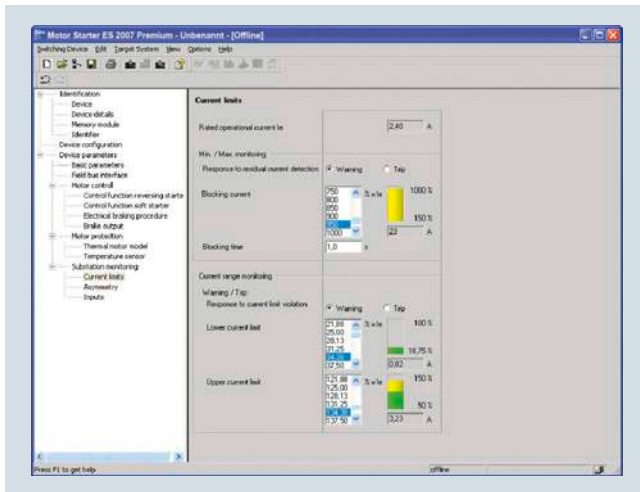 Motor Starter ES 2007 Premium - Unbenannt - [Offline]
Switching Device Edit Target System View Options Help
Identification
Device
Device details
Memory module
Identifier
Device configuration
Device parameters
Basic parameters
Field bus interface
Motor control
Control function reversing starte
Control function soft starter
Electrical braking procedure
Brake output
Motor protection
Thermal motor model
Temperature sensor
Substation monitoring
Current limits
Asymmetry
Inputs
Current limits
Rated operational current Ie 2,40 A
Min. / Max. monitoring
Response to residual current detection Warning Trip
Blocking current
750
800
850
900
950
1000
% x Ie
1000 %
150 %
23 A
Blocking time 1,0 s
Current range monitoring
Warning / Trip:
Response to current limit violation Warning Trip
Lower current limit
21,88
25,00
28,13
31,25
34,38
37,50
% x Ie
100 %
18,75 %
0,82 A
Upper current limit
121,88
125,00
128,13
131,25
134,38
137,50
% x Ie
150 %
50 %
3,23 A
Press F1 to get help
offline